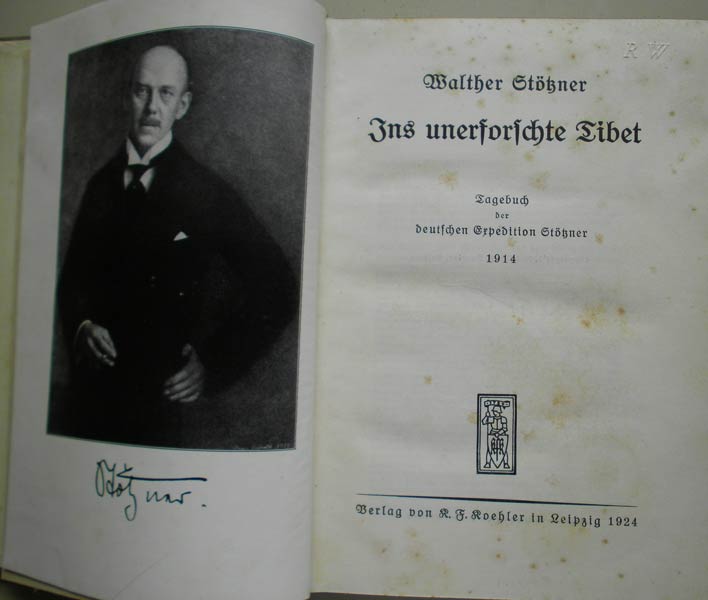 Stötzner.
R W
Walther Stötzner
Ins unerforschte Tibet
Tagebuch
der
deutschen Expedition Stötzner
1914
Verlag von K. F. Koehler in Leipzig 1924